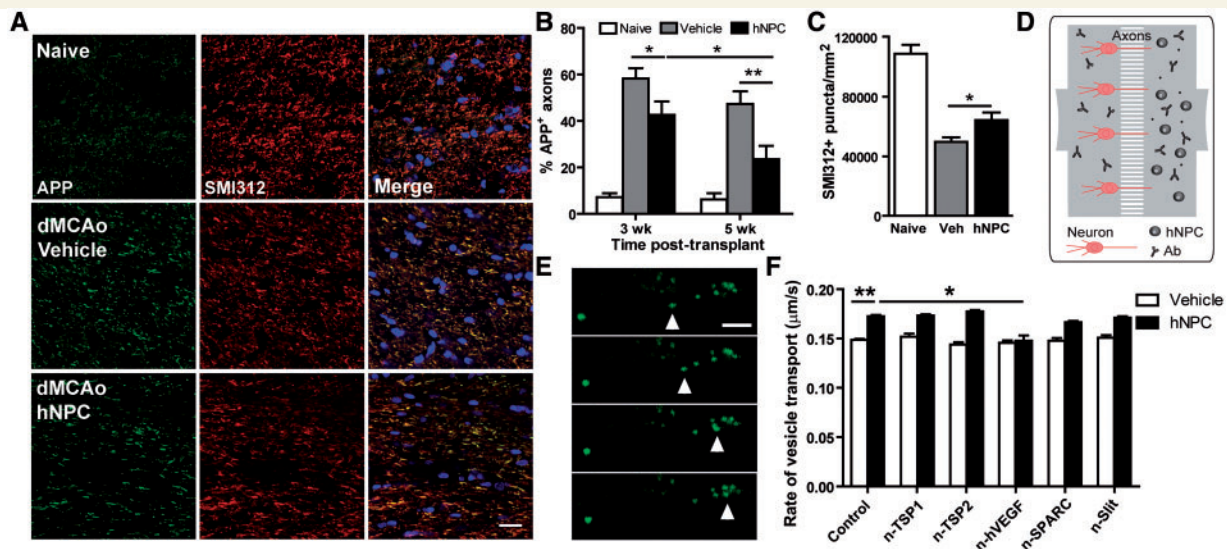 A
Naive
APP
SMI312
Merge
dMCAo
Vehicle
dMCAo
hNPC
B
Naive
Vehicle
hNPC
% APP+ axons
80
60
40
20
0
*
*
**
3 wk
5 wk
Time post-transplant
C
SMI312+ puncta/mm2
120000
80000
40000
0
*
Naive
Veh
hNPC
D
Axons
Neuron
hNPC
Ab
E
F
Vehicle
hNPC
Rate of vesicle transport (μm/s)
0.20
0.15
0.10
0.05
0.00
**
*
Control
n-TSP1
n-TSP2
n-hVEGF
n-SPARC
n-Slit